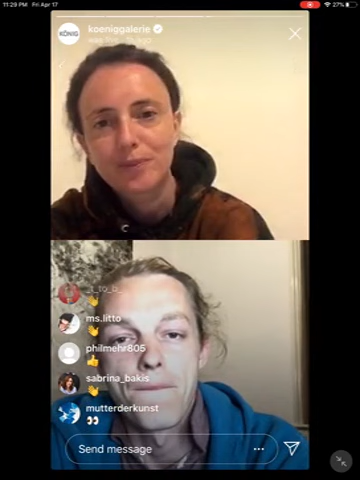 11:29 PM Fri Apr 17
27%
KÖNIG
koeniggalerie
ms.litto
philmehr805
sabrina_bakis
mutterderkunst
Send message